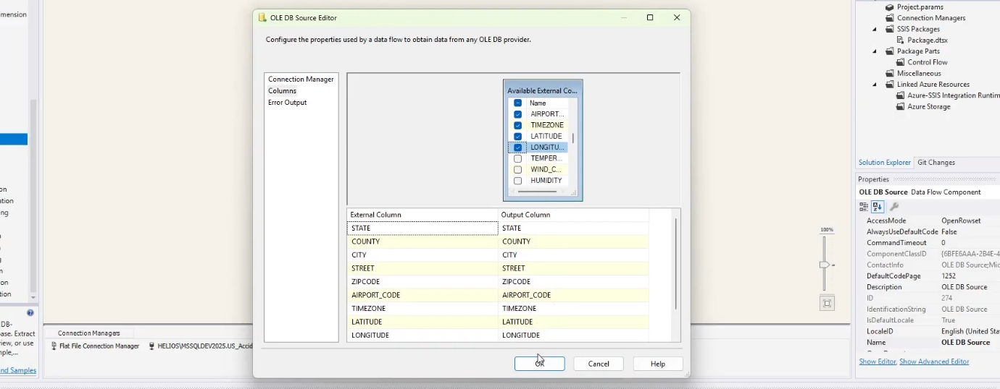 mension
on
ation
ng
n
g
n
on
tion
DB-
base. Extract
view, or use
mple,...
nd Samples
OLE DB Source Editor
Configure the properties used by a data flow to obtain data from any OLE DB provider.
Connection Manager
Columns
Error Output
Available External Co...
Name
AIRPORT...
TIMEZONE
LATITUDE
LONGITU...
TEMPER...
WIND_C...
HUMIDITY
External Column Output Column
STATE STATE
COUNTY COUNTY
CITY CITY
STREET STREET
ZIPCODE ZIPCODE
AIRPORT_CODE AIRPORT_CODE
TIMEZONE TIMEZONE
LATITUDE LATITUDE
LONGITUDE LONGITUDE
OK Cancel Help
Connection Managers
Flat File Connection Manager HELIOS\MSSQLDEV2025.US_Accid
100%
Project.params
Connection Managers
SSIS Packages
Package.dtsx
Package Parts
Control Flow
Miscellaneous
Linked Azure Resources
Azure-SSIS Integration Runtim
Azure Storage
Solution Explorer Git Changes
Properties
OLE DB Source Data Flow Component
AccessMode OpenRowset
AlwaysUseDefaultCode False
CommandTimeout 0
ComponentClassID {6BFE6AAA-2B4E-4
ContactInfo OLE DB Source;Mic
DefaultCodePage 1252
Description OLE DB Source
ID 274
IdentificationString OLE DB Source
IsDefaultLocale True
LocaleID English (United Sta
Name OLE DB Source
Show Editor, Show Advanced Editor